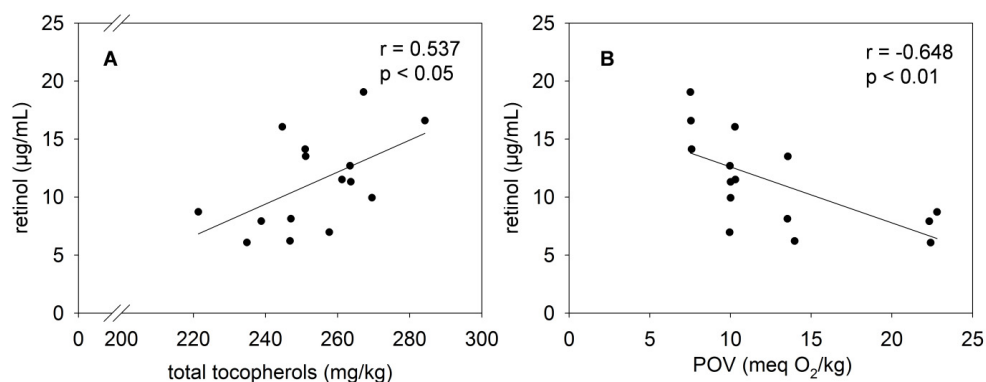 A
r = 0.537
p < 0.05
retinol (µg/mL)
25
20
15
10
5
0
0 200 220 240 260 280 300
total tocopherols (mg/kg)
B
r = -0.648
p < 0.01
retinol (µg/mL)
25
20
15
10
5
0
0 5 10 15 20 25
POV (meq O₂/kg)